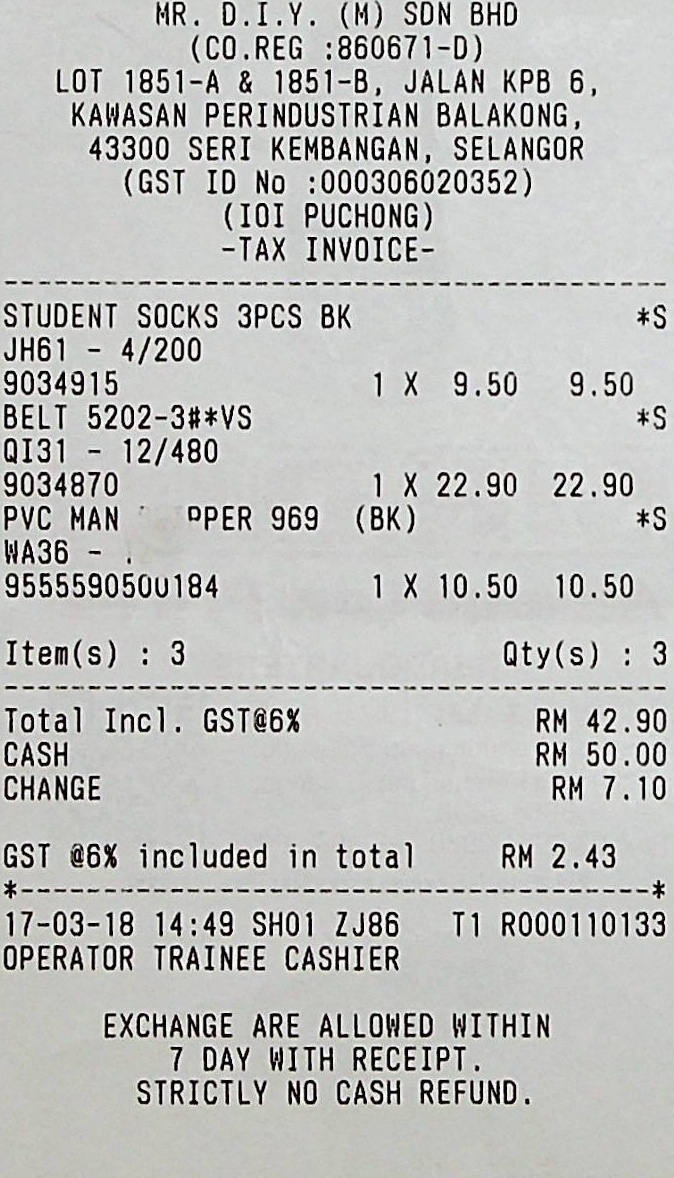 MR. D.I.Y. (M) SDN BHD
(CO.REG :860671-D)
LOT 1851-A & 1851-B, JALAN KPB 6,
KAWASAN PERINDUSTRIAN BALAKONG,
43300 SERI KEMBANGAN, SELANGOR
(GST ID No :000306020352)
(IOI PUCHONG)
-TAX INVOICE-
STUDENT SOCKS 3PCS BK *S
JH61 - 4/200
9034915 1 X 9.50 9.50
BELT 5202-3#*VS *S
QI31 - 12/480
9034870 1 X 22.90 22.90
PVC MAN 969 (BK) *S
WA36 -
9555590500184 1 X 10.50 10.50
Item(s) : 3 Qty(s) : 3
Total Incl. GST@6% RM 42.90
CASH RM 50.00
CHANGE RM 7.10
GST @6% included in total RM 2.43
*--------------------------------------*
17-03-18 14:49 SH01 ZJ86 T1 R000110133
OPERATOR TRAINEE CASHIER
EXCHANGE ARE ALLOWED WITHIN
7 DAY WITH RECEIPT.
STRICTLY NO CASH REFUND.